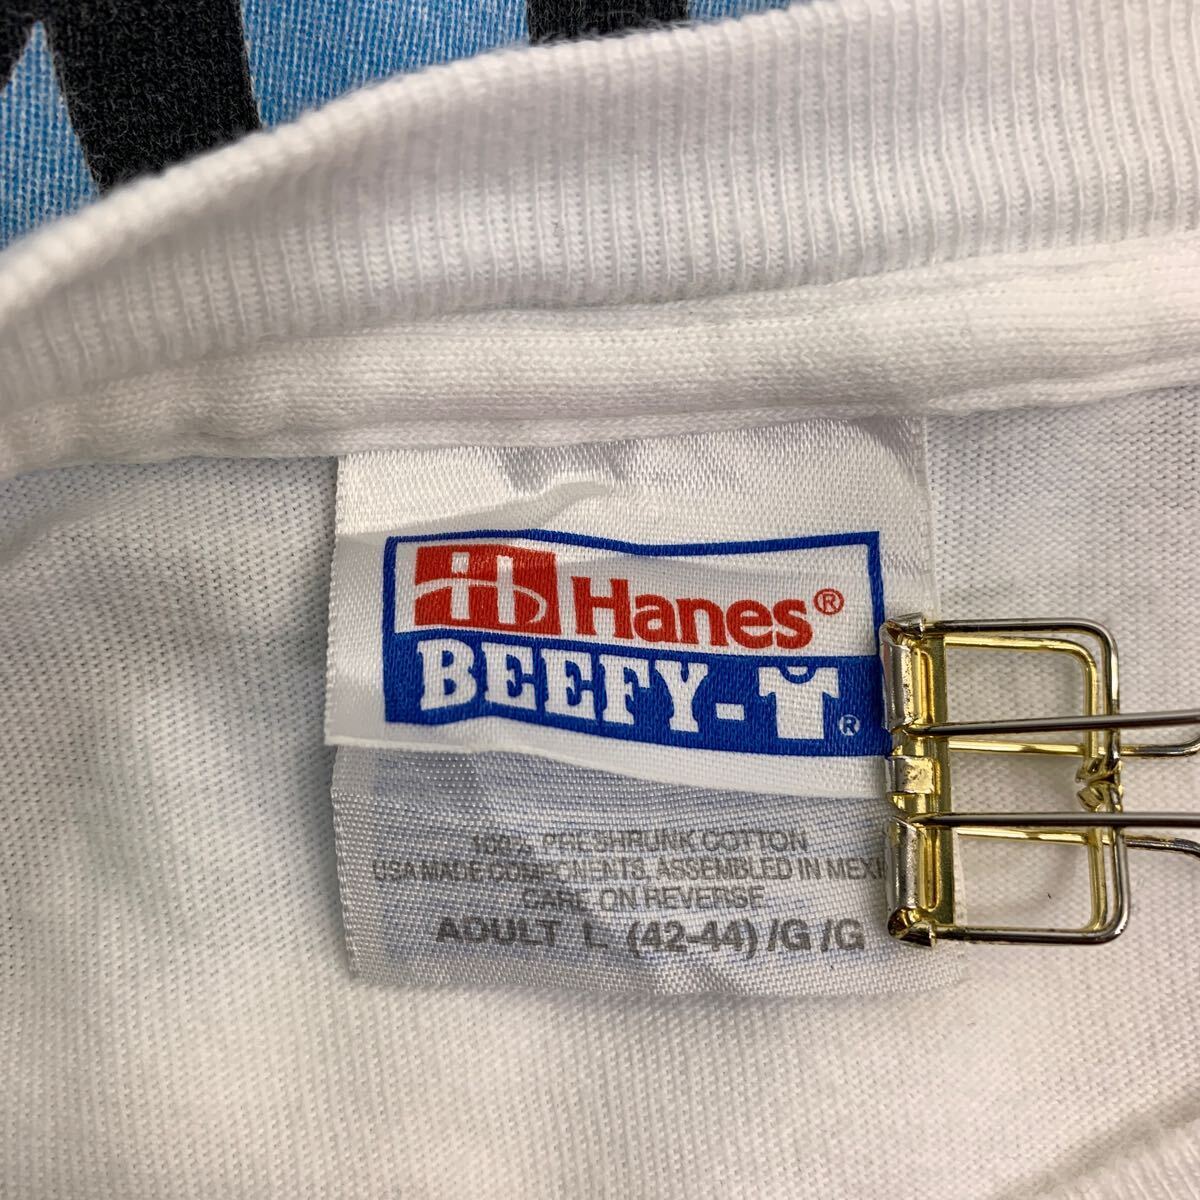 Hanes®
BEEFY-T®
100% PRESHRUNK COTTON
USA MADE COMPONENTS, ASSEMBLED IN MEXI
CARE ON REVERSE
ADULT L (42-44) /G /G